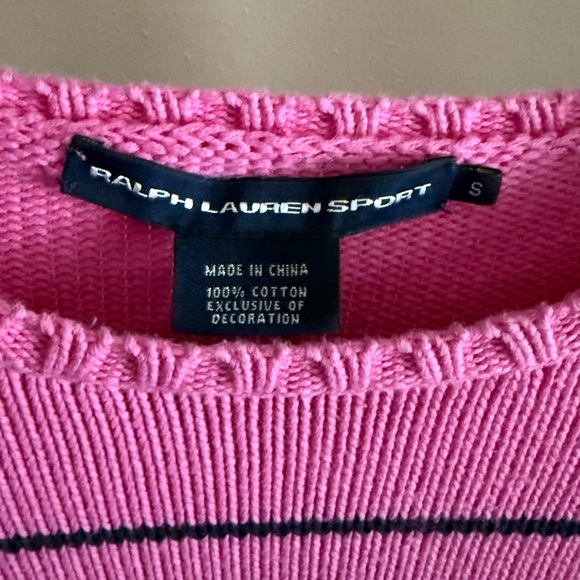 RALPH LAUREN SPORT
S
MADE IN CHINA
100% COTTON
EXCLUSIVE OF
DECORATION